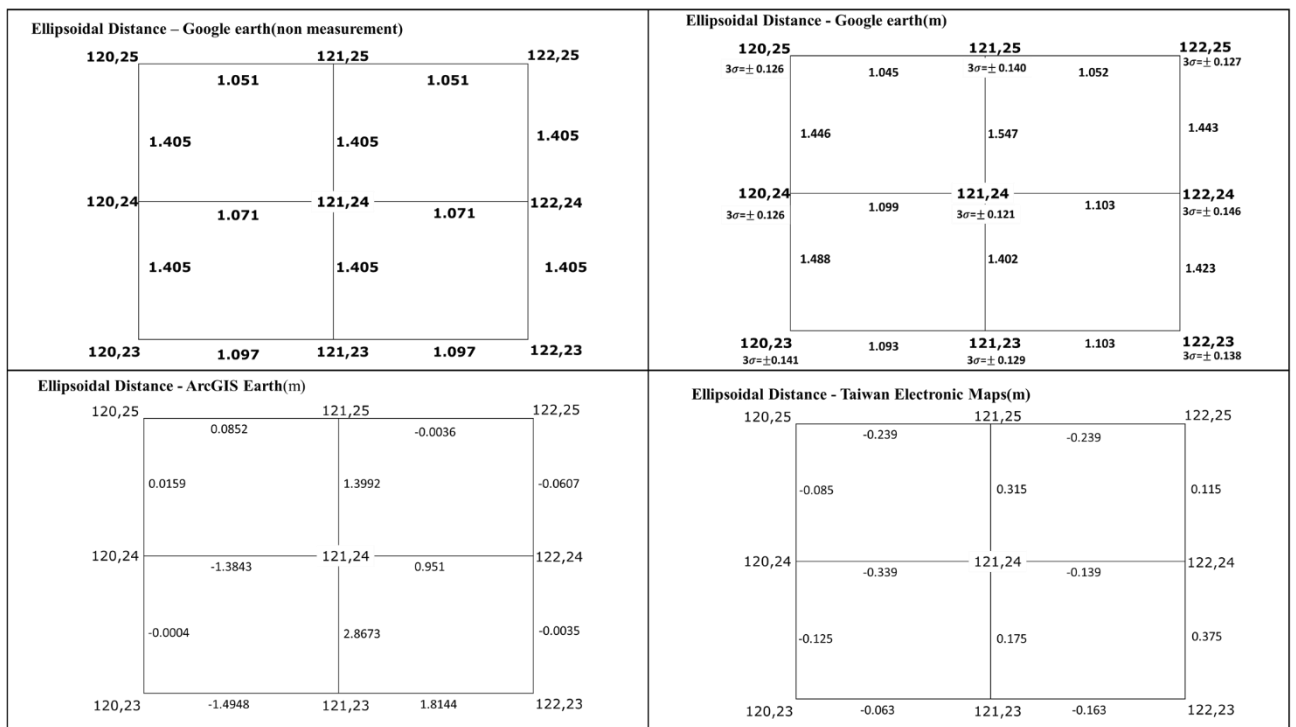 Ellipsoidal Distance – Google earth(non measurement)
120,25 121,25 122,25
1.051 1.051
1.405 1.405 1.405
120,24 121,24 122,24
1.071 1.071
1.405 1.405 1.405
120,23 1.097 121,23 1.097 122,23
Ellipsoidal Distance - Google earth(m)
120,25 121,25 122,25
3σ=± 0.126 1.045 3σ=± 0.140 1.052 3σ=± 0.127
1.446 1.547 1.443
120,24 121,24 122,24
3σ=± 0.126 1.099 3σ=± 0.121 1.103 3σ=± 0.146
1.488 1.402 1.423
120,23 1.093 121,23 1.103 122,23
3σ=±0.141 3σ=± 0.129 3σ=± 0.138
Ellipsoidal Distance - ArcGIS Earth(m)
120,25 121,25 122,25
0.0852 -0.0036
0.0159 1.3992 -0.0607
120,24 121,24 122,24
-1.3843 0.951
-0.0004 2.8673 -0.0035
120,23 -1.4948 121,23 1.8144 122,23
Ellipsoidal Distance - Taiwan Electronic Maps(m)
120,25 121,25 122,25
-0.239 -0.239
-0.085 0.315 0.115
120,24 121,24 122,24
-0.339 -0.139
-0.125 0.175 0.375
120,23 -0.063 121,23 -0.163 122,23